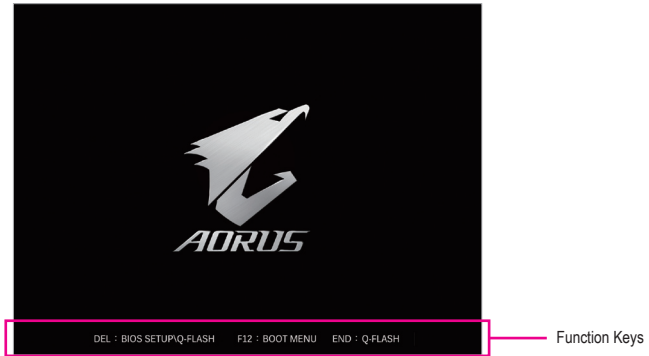 AORUS
DEL：BIOS SETUP\Q-FLASH F12：BOOT MENU END：Q-FLASH
Function Keys